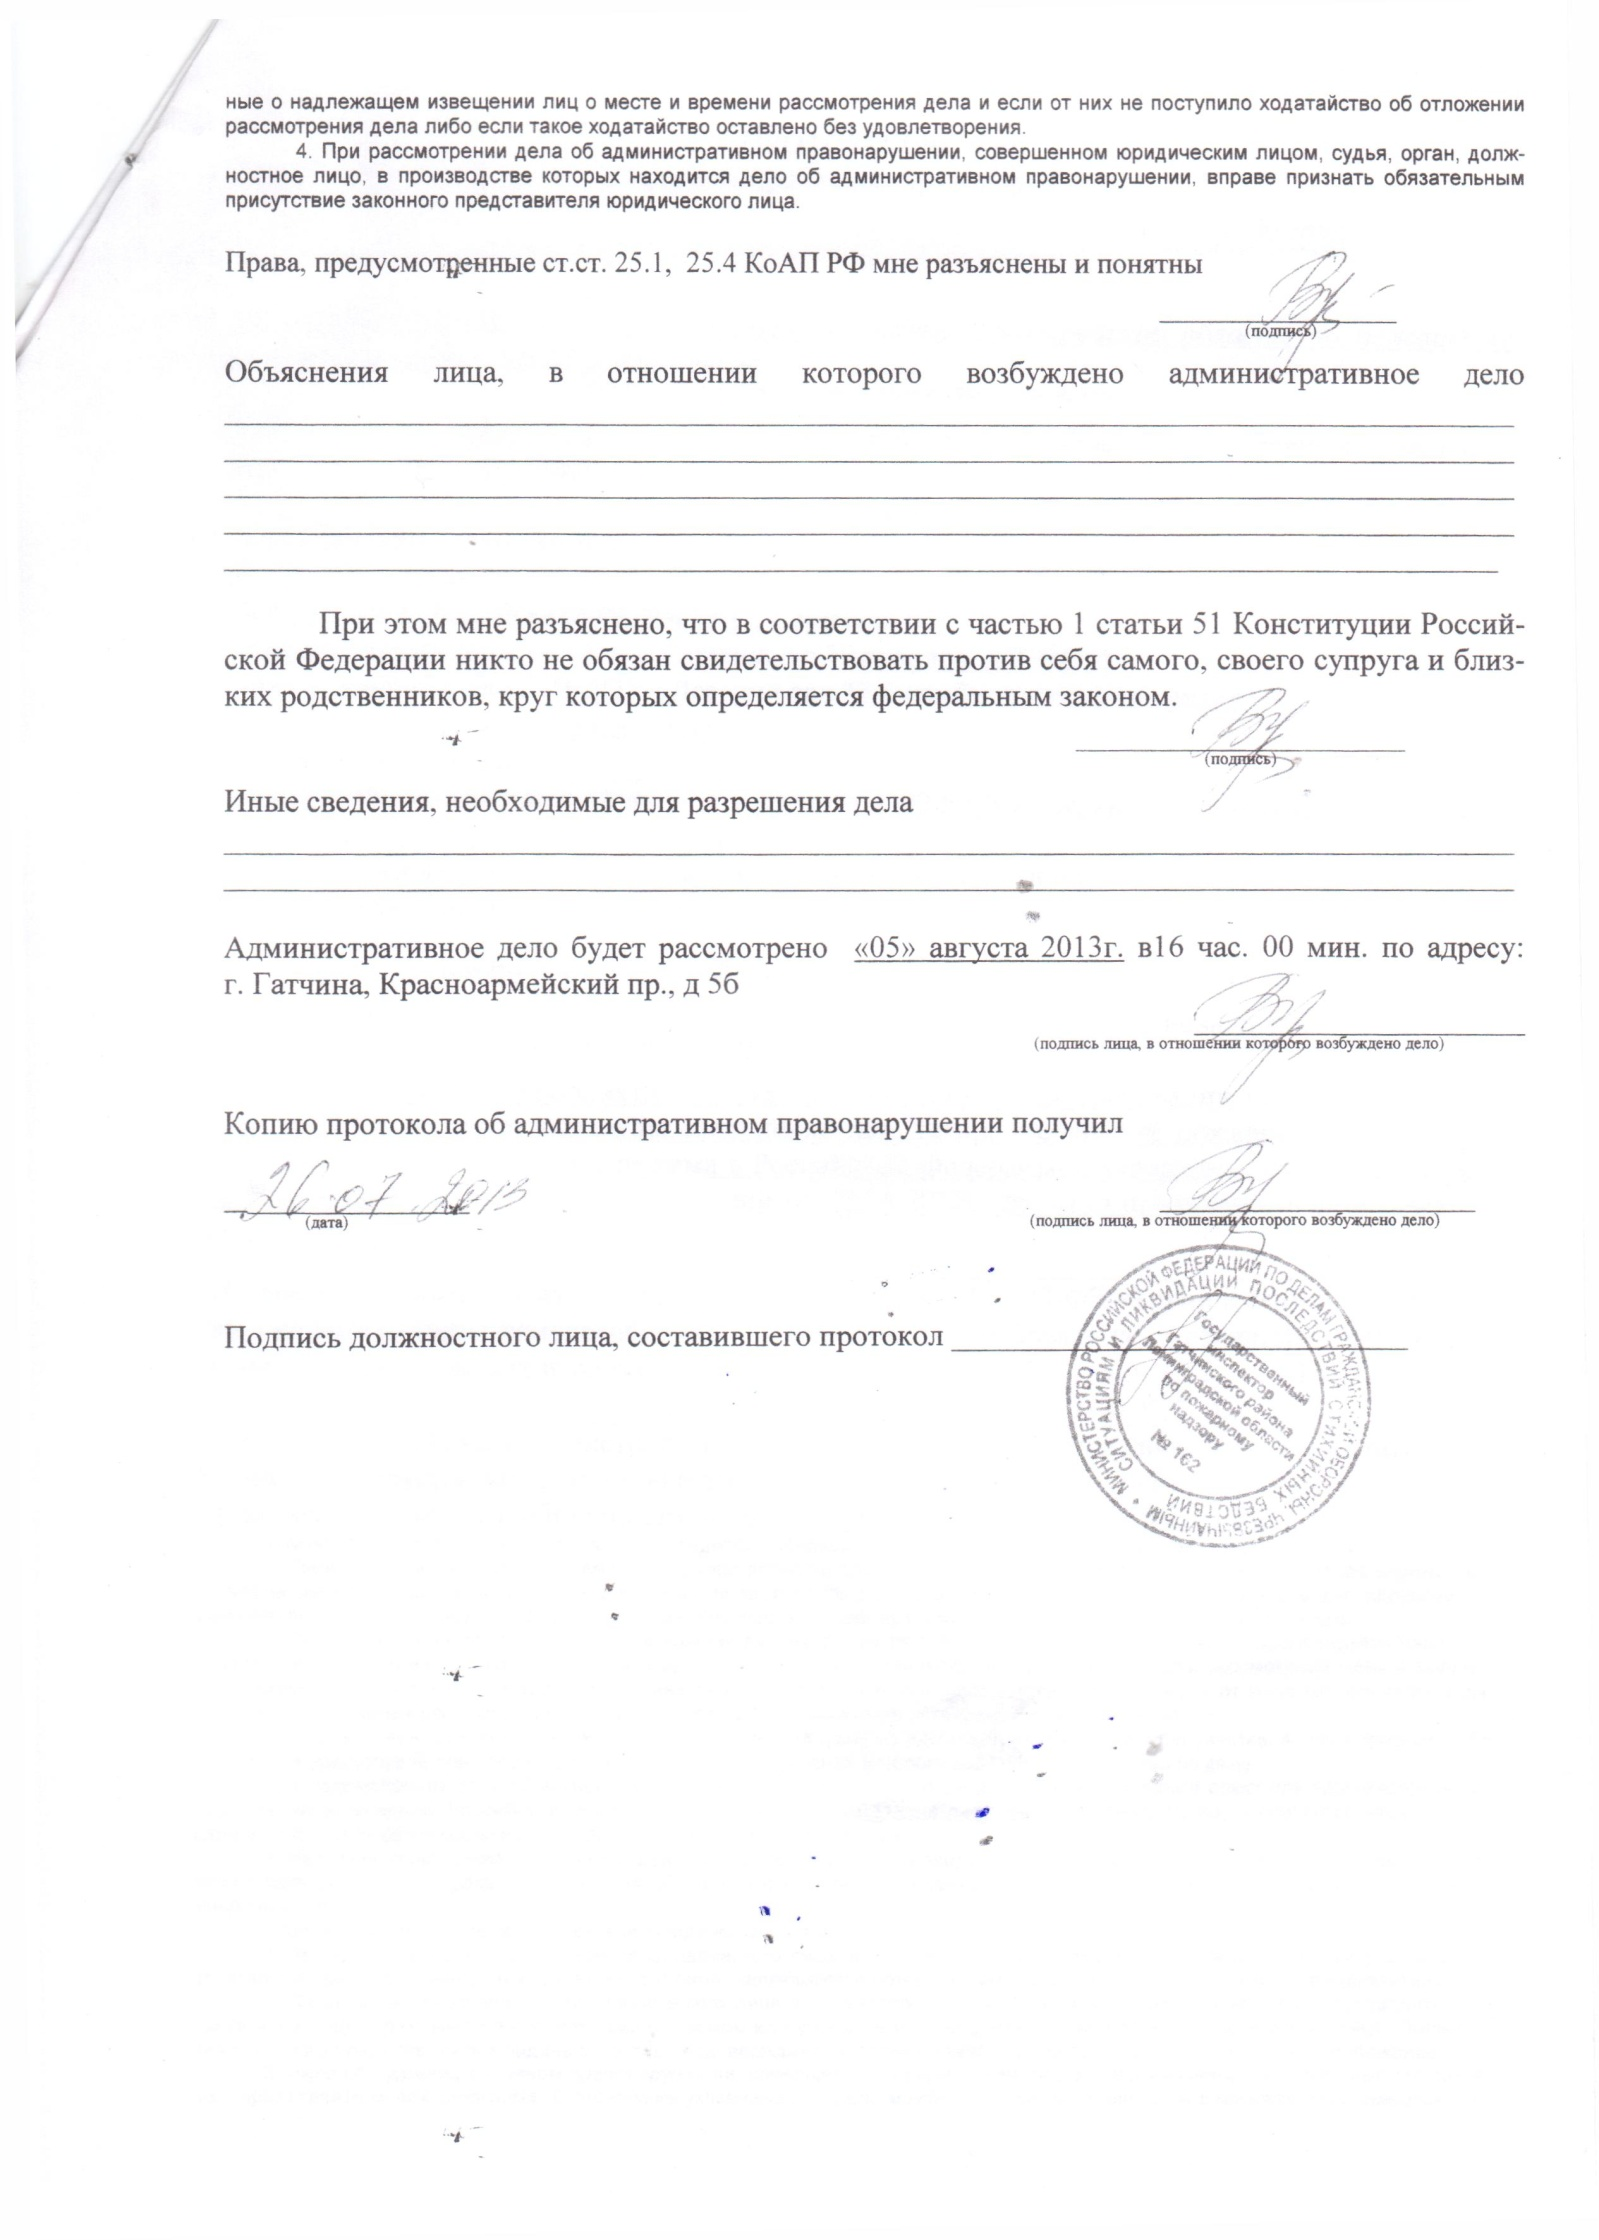 ные о надлежащем извещении лиц о месте и времени рассмотрения дела и если от них не поступило ходатайство об отложении
рассмотрения дела либо если такое ходатайство оставлено без удовлетворения.
4. При рассмотрении дела об административном правонарушении, совершенном юридическим лицом, судья, орган, долж-
ностное лицо, в производстве которых находится дело об административном правонарушении, вправе признать обязательным
присутствие законного представителя юридического лица.
Права, предусмотренные ст.ст. 25.1, 25.4 КоАП РФ мне разъяснены и понятны
(подпись)
Объяснения лица, в отношении которого возбуждено административное дело
При этом мне разъяснено, что в соответствии с частью 1 статьи 51 Конституции Россий-
ской Федерации никто не обязан свидетельствовать против себя самого, своего супруга и близ-
ких родственников, круг которых определяется федеральным законом.
(подпись)
Иные сведения, необходимые для разрешения дела
Административное дело будет рассмотрено «05» августа 2013г. в16 час. 00 мин. по адресу:
г. Гатчина, Красноармейский пр., д 5б
(подпись лица, в отношении которого возбуждено дело)
Копию протокола об административном правонарушении получил
26.07 2013
(дата)
(подпись лица, в отношении которого возбуждено дело)
Подпись должностного лица, составившего протокол
МИНИСТЕРСТВО РОССИЙСКОЙ ФЕДЕРАЦИИ ПО ДЕЛАМ ГРАЖДАНСКОЙ ОБОРОНЫ, ЧРЕЗВЫЧАЙНЫМ
СИТУАЦИЯМ И ЛИКВИДАЦИИ ПОСЛЕДСТВИЙ СТИХИЙНЫХ БЕДСТВИЙ
Государственный
инспектор
Гатчинского района
Ленинградской области
по пожарному
надзору
№ 162